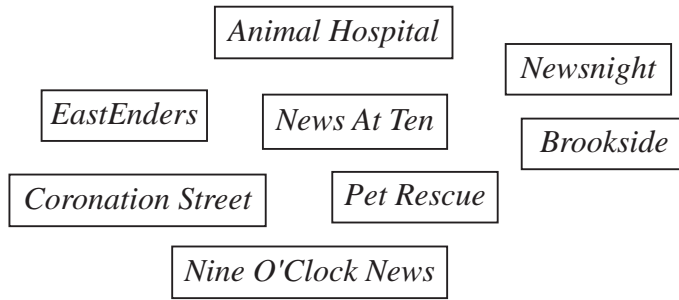 Animal Hospital
Newsnight
EastEnders
News At Ten
Brookside
Coronation Street
Pet Rescue
Nine O'Clock News